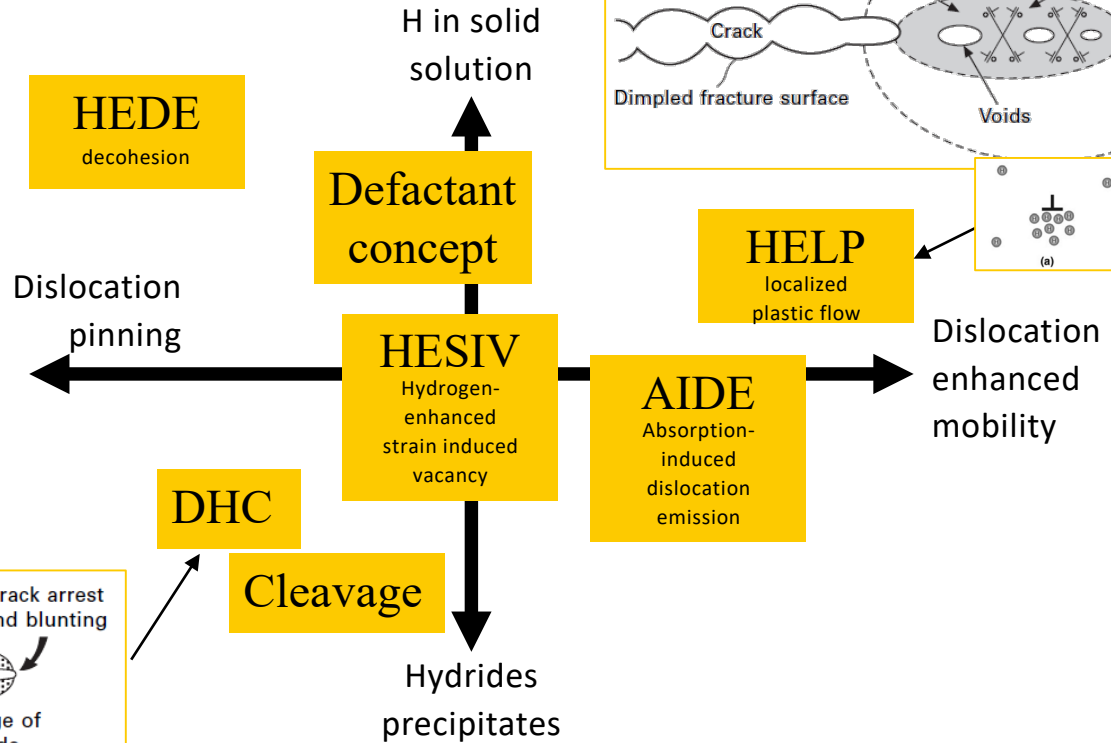 H in solid
solution
Crack
Dimpled fracture surface
Voids
HEDE
decohesion
Defactant
concept
(a)
HELP
localized
plastic flow
Dislocation
pinning
HESIV
Hydrogen-
enhanced
strain induced
vacancy
Dislocation
enhanced
mobility
AIDE
Absorption-
induced
dislocation
emission
DHC
Cleavage
arrest
blunting
of
Hydrides
precipitates